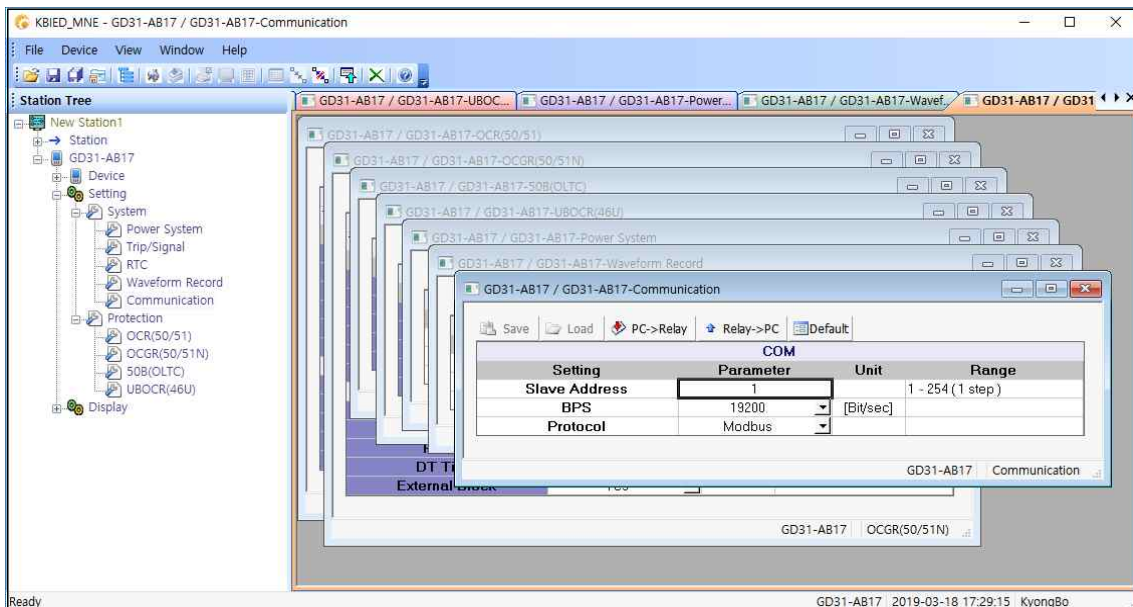 KBIED_MNE - GD31-AB17 / GD31-AB17-Communication
File Device View Window Help
Station Tree
GD31-AB17 / GD31-AB17-UBOC...
GD31-AB17 / GD31-AB17-Power...
GD31-AB17 / GD31-AB17-Wavef...
GD31-AB17 / GD31
New Station1
Station
GD31-AB17
Device
Setting
System
Power System
Trip/Signal
RTC
Waveform Record
Communication
Protection
OCR(50/51)
OCGR(50/51N)
50B(OLTC)
UBOCR(46U)
Display
GD31-AB17 / GD31-AB17-OCR(50/51)
GD31-AB17 / GD31-AB17-OCGR(50/51N)
GD31-AB17 / GD31-AB17-50B(OLTC)
GD31-AB17 / GD31-AB17-UBOCR(46U)
GD31-AB17 / GD31-AB17-Power System
GD31-AB17 / GD31-AB17-Waveform Record
GD31-AB17 / GD31-AB17-Communication
Save Load PC->Relay Relay->PC Default
COM
Setting Parameter Unit Range
Slave Address 1 1 - 254 ( 1 step )
BPS 19200 [Bit/sec]
Protocol Modbus
GD31-AB17 Communication
DT
External
GD31-AB17 OCGR(50/51N)
Ready GD31-AB17 2019-03-18 17:29:15 KyongBo